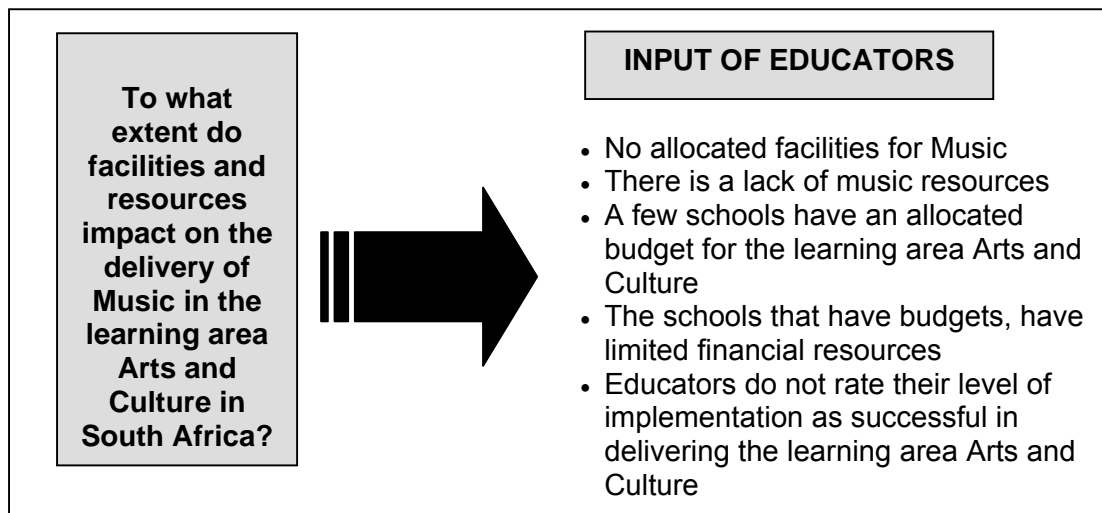 To what
extent do
facilities and
resources
impact on the
delivery of
Music in the
learning area
Arts and
Culture in
South Africa?
INPUT OF EDUCATORS
• No allocated facilities for Music
• There is a lack of music resources
• A few schools have an allocated
budget for the learning area Arts and
Culture
• The schools that have budgets, have
limited financial resources
• Educators do not rate their level of
implementation as successful in
delivering the learning area Arts and
Culture